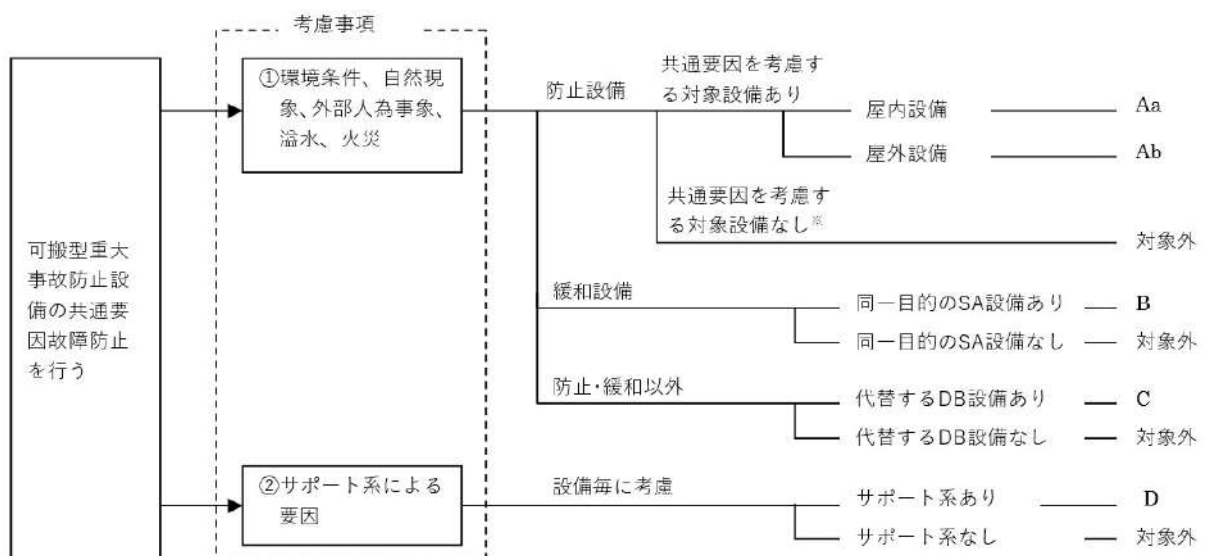 考慮事項
可搬型重大
事故防止設
備の共通要
因故障防止
を行う
①環境条件、自然現
象、外部人為事象、
溢水、火災
防止設備
共通要因を考慮す
る対象設備あり
屋内設備
Aa
屋外設備
Ab
共通要因を考慮す
る対象設備なし※
対象外
緩和設備
同一目的のSA設備あり
B
同一目的のSA設備なし
対象外
防止・緩和以外
代替するDB設備あり
C
代替するDB設備なし
対象外
②サポート系による
要因
設備毎に考慮
サポート系あり
D
サポート系なし
対象外